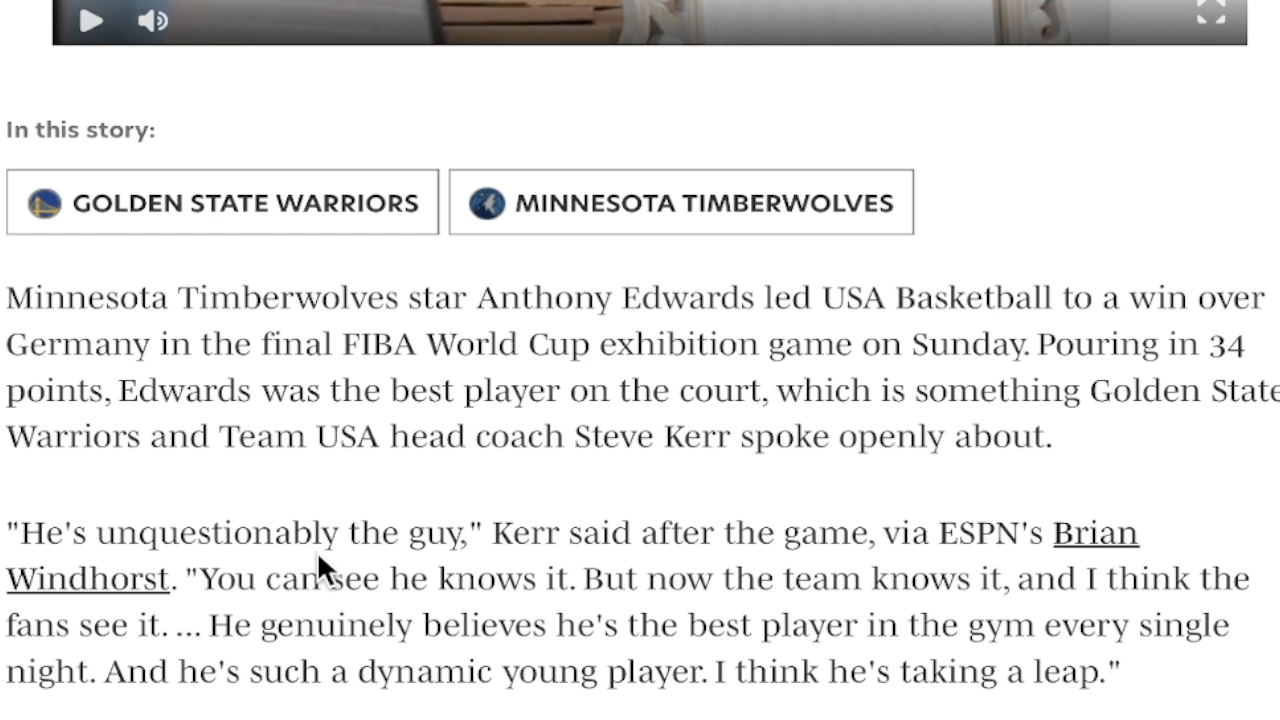 In this story:
GOLDEN STATE WARRIORS
MINNESOTA TIMBERWOLVES
Minnesota Timberwolves star Anthony Edwards led USA Basketball to a win over
Germany in the final FIBA World Cup exhibition game on Sunday. Pouring in 34
points, Edwards was the best player on the court, which is something Golden State
Warriors and Team USA head coach Steve Kerr spoke openly about.
"He's unquestionably the guy," Kerr said after the game, via ESPN's Brian
Windhorst. "You can see he knows it. But now the team knows it, and I think the
fans see it. ... He genuinely believes he's the best player in the gym every single
night. And he's such a dynamic young player. I think he's taking a leap."